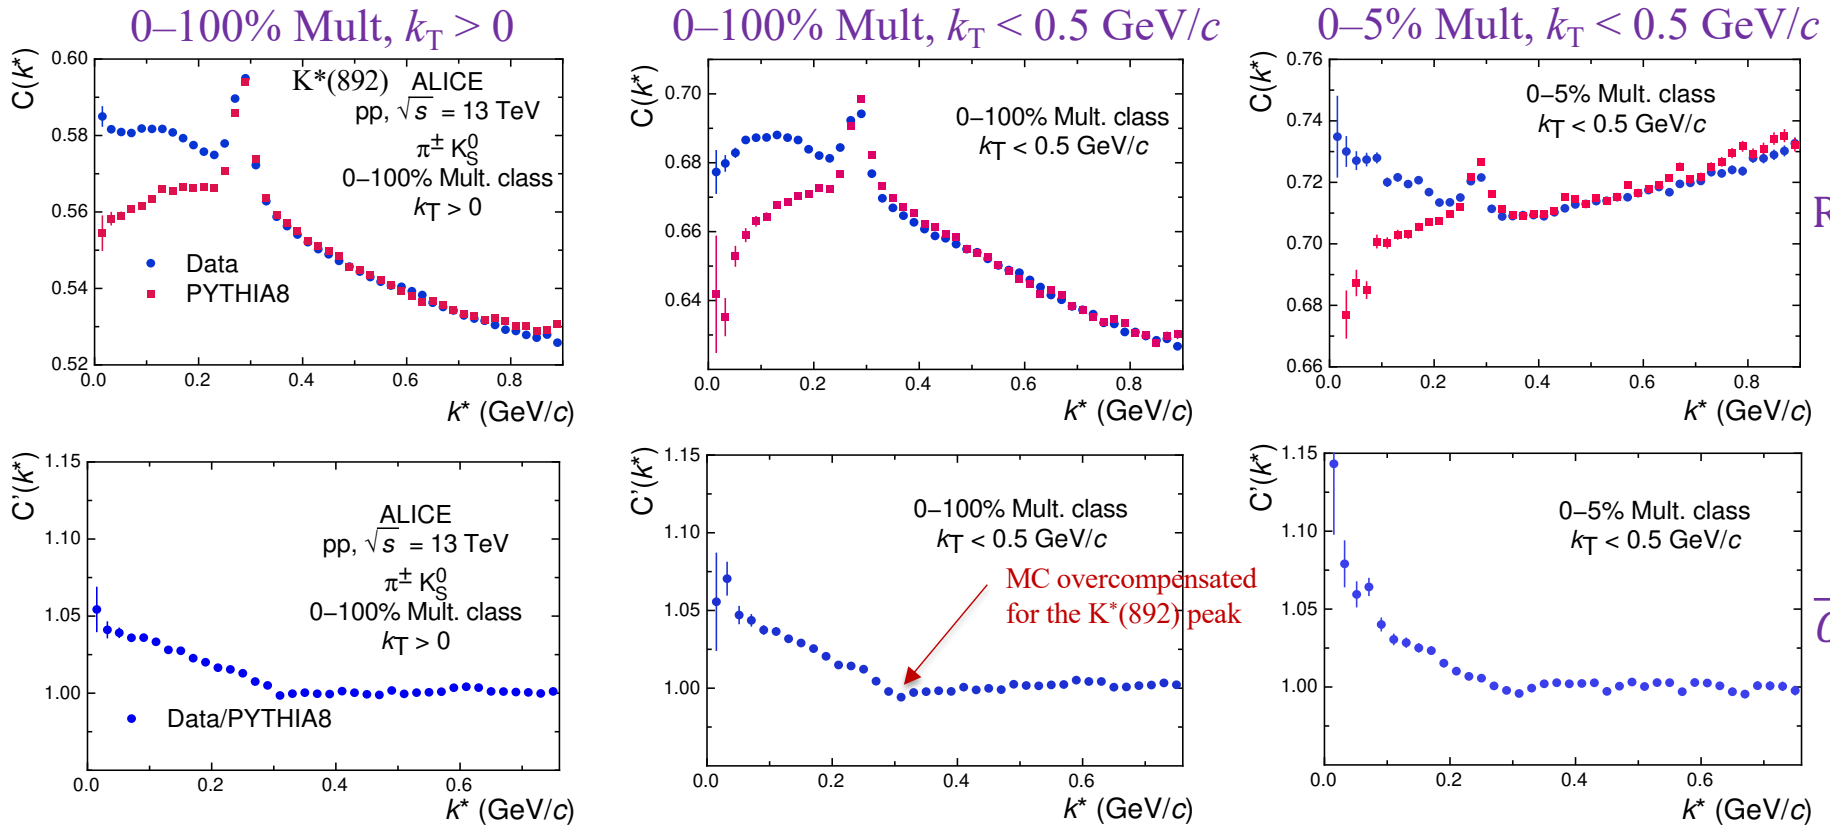 0–100% Mult, kT > 0
0–100% Mult, kT < 0.5 GeV/c
0–5% Mult, kT < 0.5 GeV/c
C(k*)
0.60
0.58
0.56
0.54
0.52
K*(892) ALICE
pp, √s = 13 TeV
π± K0S
0–100% Mult. class
kT > 0
Data
PYTHIA8
0.0 0.2 0.4 0.6 0.8
k* (GeV/c)
C(k*)
0.70
0.68
0.66
0.64
0–100% Mult. class
kT < 0.5 GeV/c
0.0 0.2 0.4 0.6 0.8
k* (GeV/c)
C(k*)
0.76
0.74
0.72
0.70
0.68
0.66
0–5% Mult. class
kT < 0.5 GeV/c
0.0 0.2 0.4 0.6 0.8
k* (GeV/c)
R
C'(k*)
1.15
1.10
1.05
1.00
ALICE
pp, √s = 13 TeV
π± K0S
0–100% Mult. class
kT > 0
Data/PYTHIA8
0.0 0.2 0.4 0.6
k* (GeV/c)
C'(k*)
1.15
1.10
1.05
1.00
0–100% Mult. class
kT < 0.5 GeV/c
MC overcompensated
for the K*(892) peak
0.0 0.2 0.4 0.6
k* (GeV/c)
C'(k*)
1.15
1.10
1.05
1.00
0–5% Mult. class
kT < 0.5 GeV/c
0.0 0.2 0.4 0.6
k* (GeV/c)